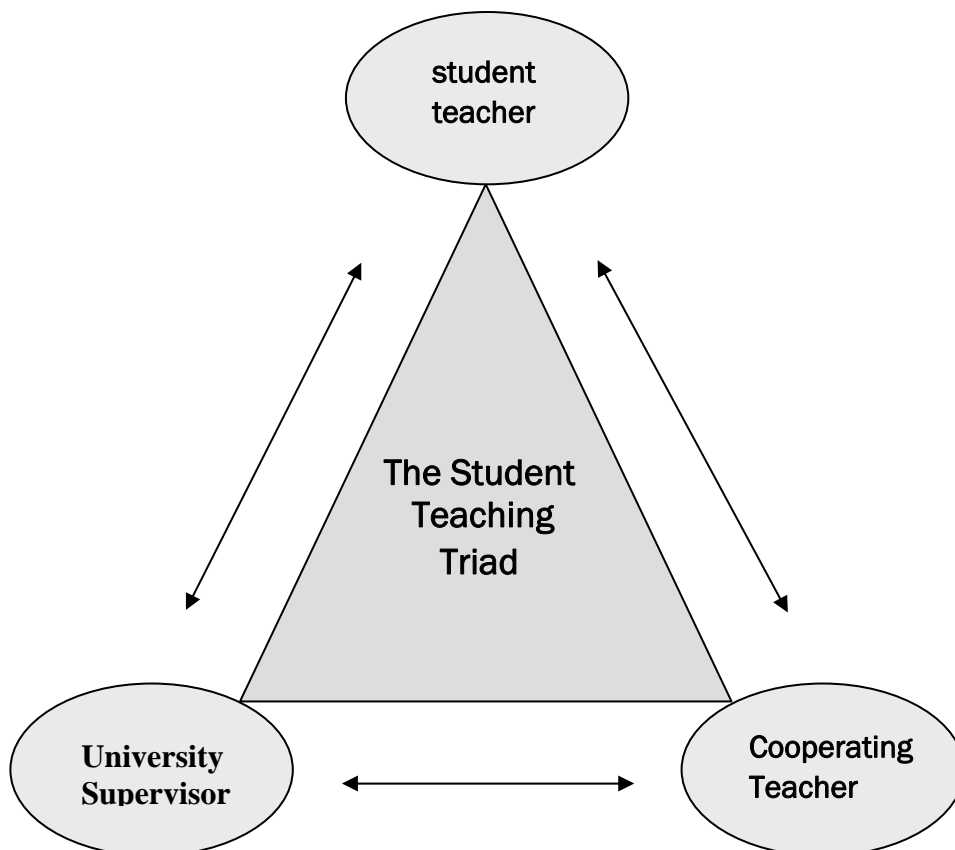 student
teacher
The Student
Teaching
Triad
University
Supervisor
Cooperating
Teacher